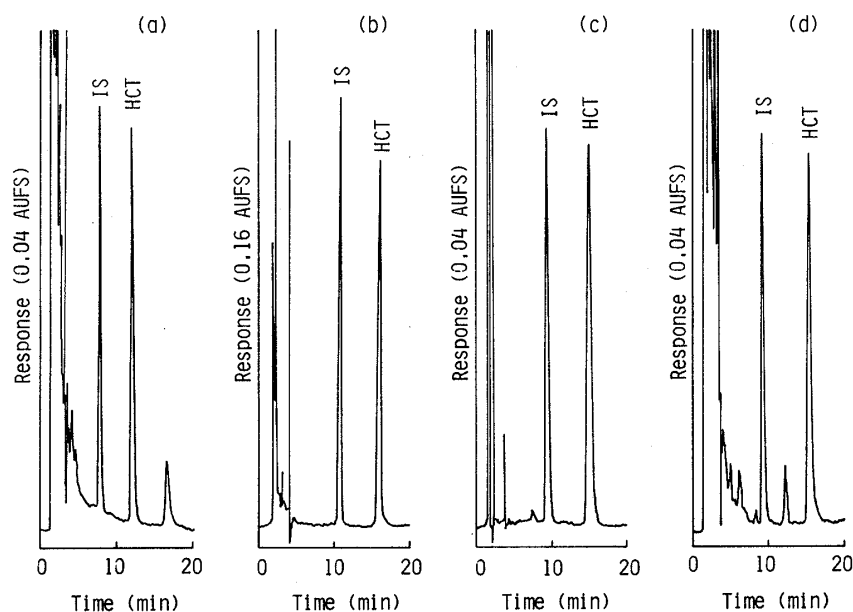 (a)
(b)
(c)
(d)
IS
HCT
IS
HCT
IS
HCT
IS
HCT
Response (0.04 AUFS)
Response (0.16 AUFS)
Response (0.04 AUFS)
Response (0.04 AUFS)
0 10 20
0 10 20
0 10 20
0 10 20
Time (min)
Time (min)
Time (min)
Time (min)